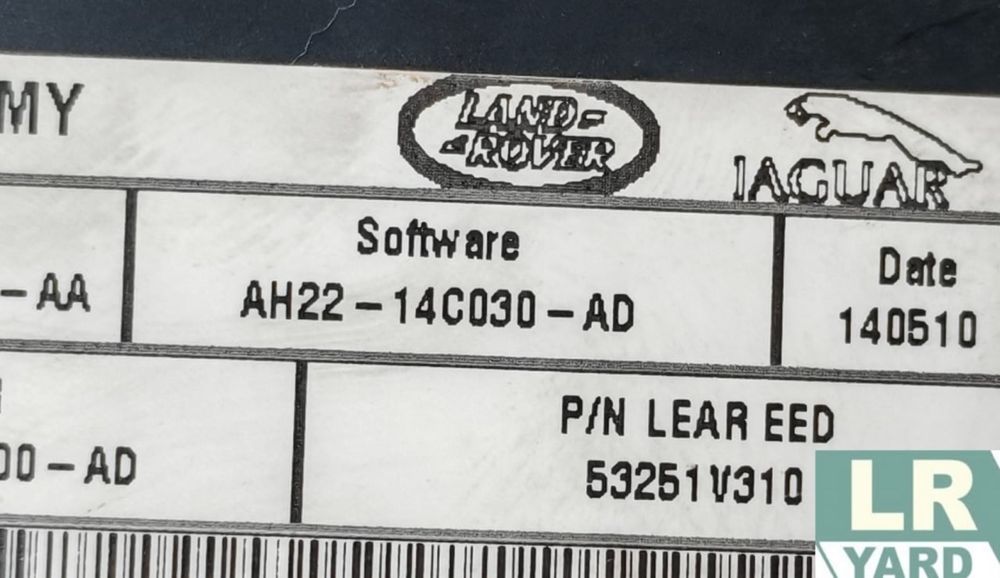 MY
LAND-
-ROVER
JAGUAR
Software
Date
-AA
AH22-14C030-AD
140510
P/N LEAR EED
00-AD
53251V310
LR
YARD